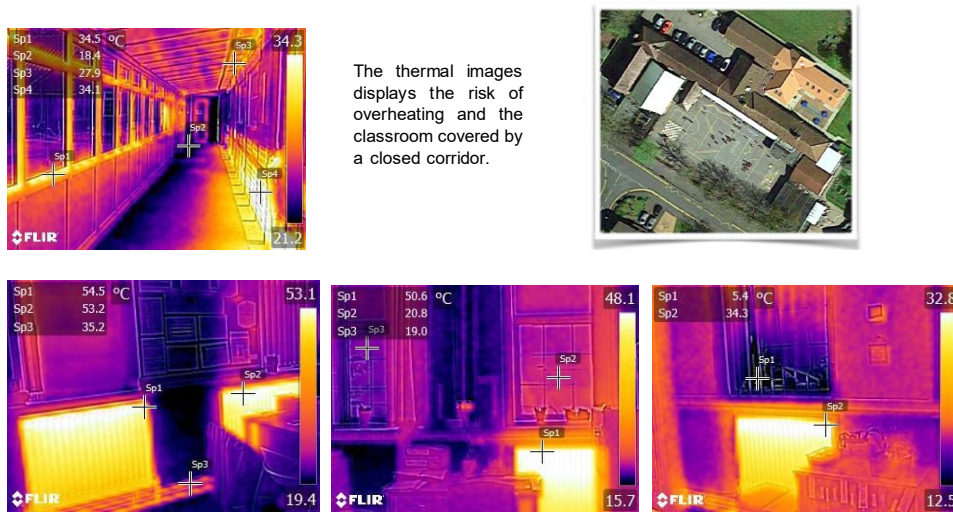 Sp1 34.5 °C
Sp2 18.4
Sp3 27.9
Sp4 34.1
34.3
Sp3
Sp2
Sp1
Sp4
21.2
FLIR
The thermal images
displays the risk of
overheating and the
classroom covered by
a closed corridor.
Sp1 54.5 °C
Sp2 53.2
Sp3 35.2
53.1
Sp2
Sp1
Sp3
19.4
FLIR
Sp1 50.6 °C
Sp2 20.8
Sp3 19.0
48.1
Sp3
Sp2
Sp1
15.7
FLIR
Sp1 5.4 °C
Sp2 34.3
32.8
Sp1
Sp2
12.5
FLIR